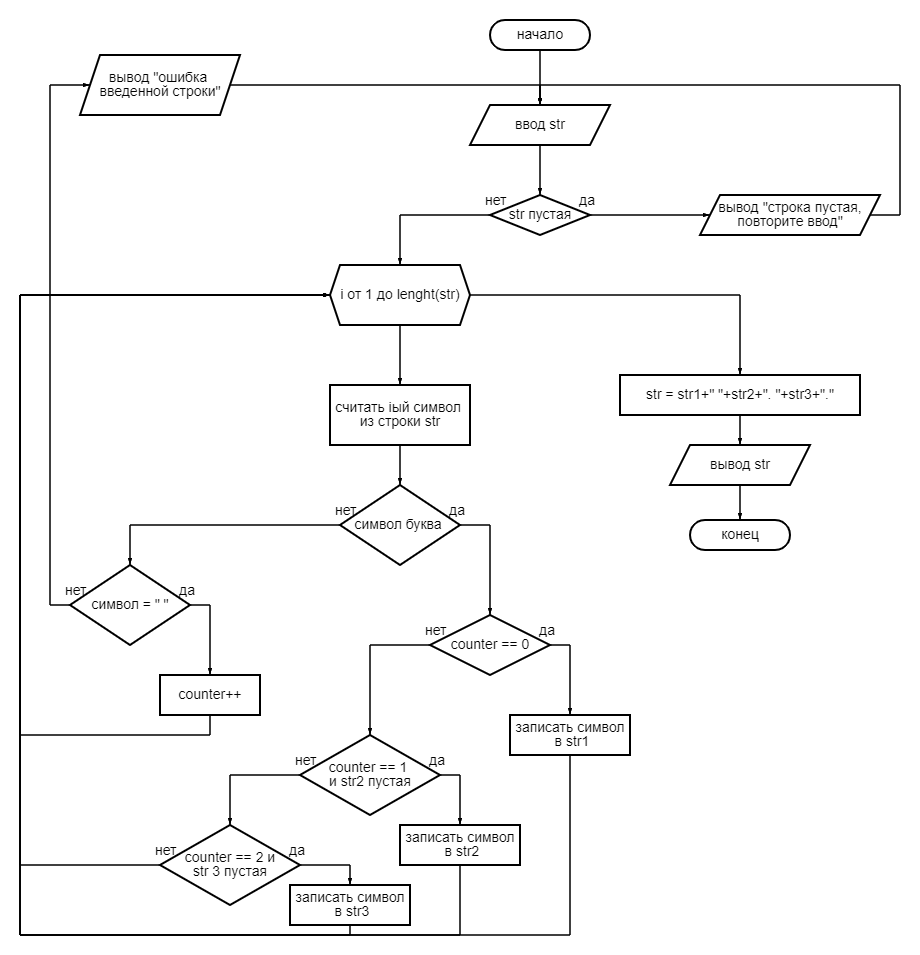 начало
вывод "ошибка
введенной строки"
ввод str
нет
да
str пустая
вывод "строка пустая,
повторите ввод"
i от 1 до lenght(str)
str = str1+" "+str2+". "+str3+"."
считать iый символ
из строки str
вывод str
нет
да
символ буква
конец
нет
да
символ = " "
нет
да
counter == 0
counter++
записать символ
в str1
нет
да
counter == 1
и str2 пустая
записать символ
в str2
нет
да
counter == 2 и
str 3 пустая
записать символ
в str3